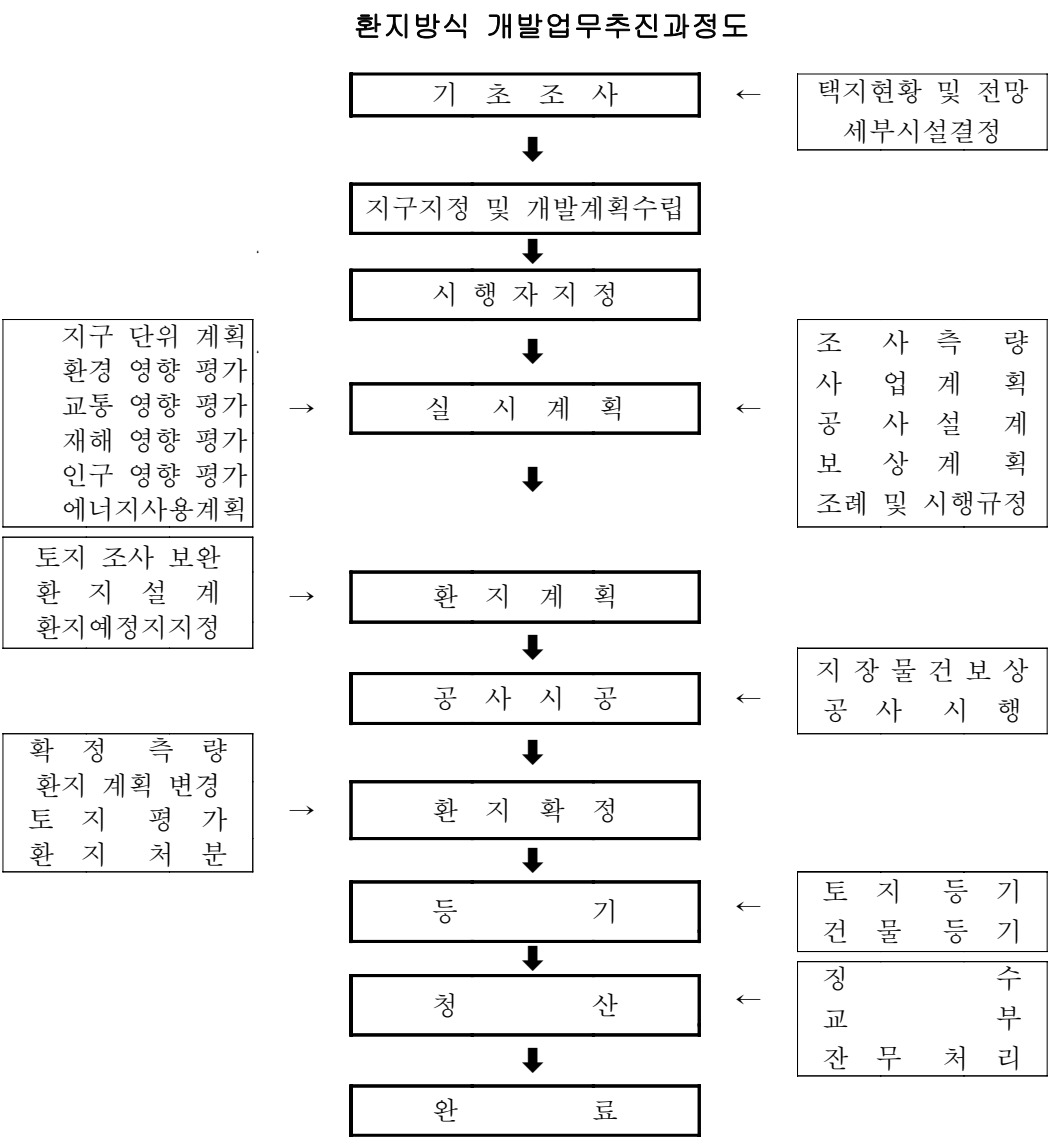 환지방식 개발업무추진과정도
기 초 조 사
←
택지현황 및 전망
세부시설결정
지구지정 및 개발계획수립
시 행 자 지 정
지구 단위 계획
환경 영향 평가
교통 영향 평가
재해 영향 평가
인구 영향 평가
에너지사용계획
→
실 시 계 획
←
조 사 측 량
사 업 계 획
공 사 설 계
보 상 계 획
조례 및 시행규정
토지 조사 보완
환 지 설 계
환지예정지지정
→
환 지 계 획
공 사 시 공
←
지 장 물 건 보 상
공 사 시 행
확 정 측 량
환지 계획 변경
토 지 평 가
환 지 처 분
→
환 지 확 정
등 기
←
토 지 등 기
건 물 등 기
청 산
←
징 수
교 부
잔 무 처 리
완 료